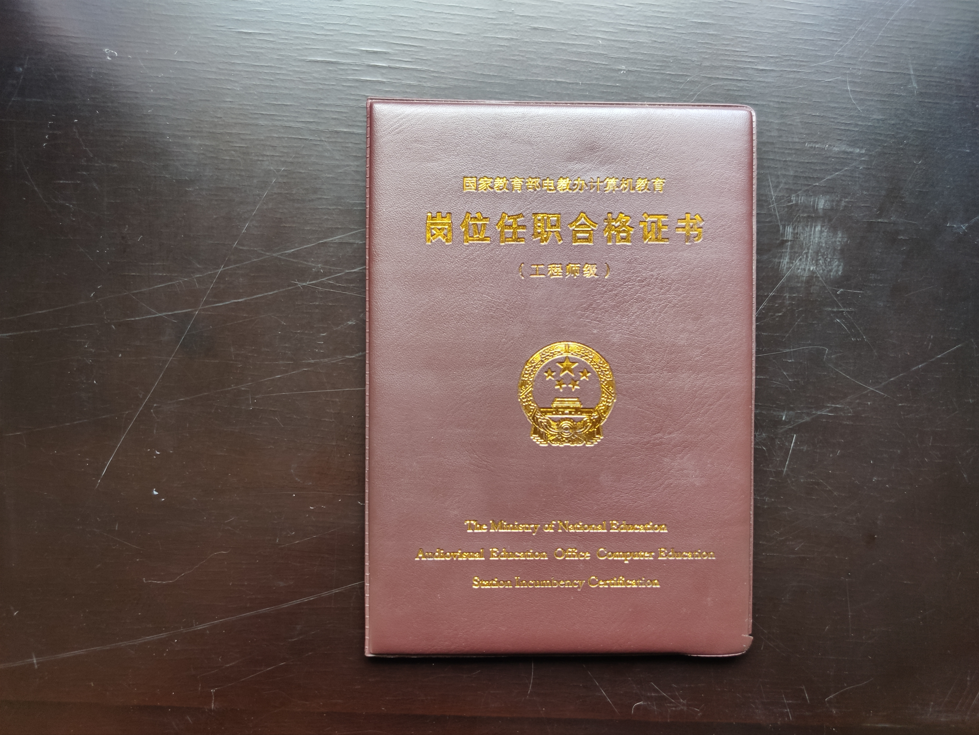 国家教育部电教办计算机教育
岗位任职合格证书
（工程师级）
The Ministry of National Education
Audiovisual Education Office Computer Education
Station Incumbency Certification